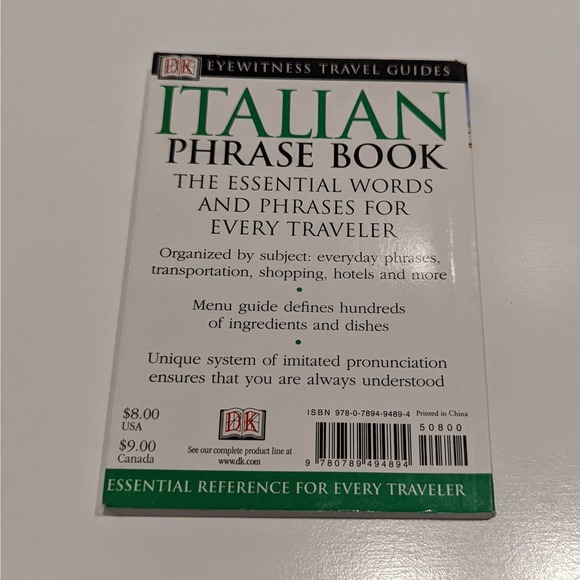 DK EYEWITNESS TRAVEL GUIDES
ITALIAN
PHRASE BOOK
THE ESSENTIAL WORDS
AND PHRASES FOR
EVERY TRAVELER
Organized by subject: everyday phrases,
transportation, shopping, hotels and more
•
Menu guide defines hundreds
of ingredients and dishes
•
Unique system of imitated pronunciation
ensures that you are always understood
$8.00
USA
$9.00
Canada
DK
See our complete product line at
www.dk.com
ISBN 978-0-7894-9489-4 Printed in China
50800
9 780789 494894
ESSENTIAL REFERENCE FOR EVERY TRAVELER